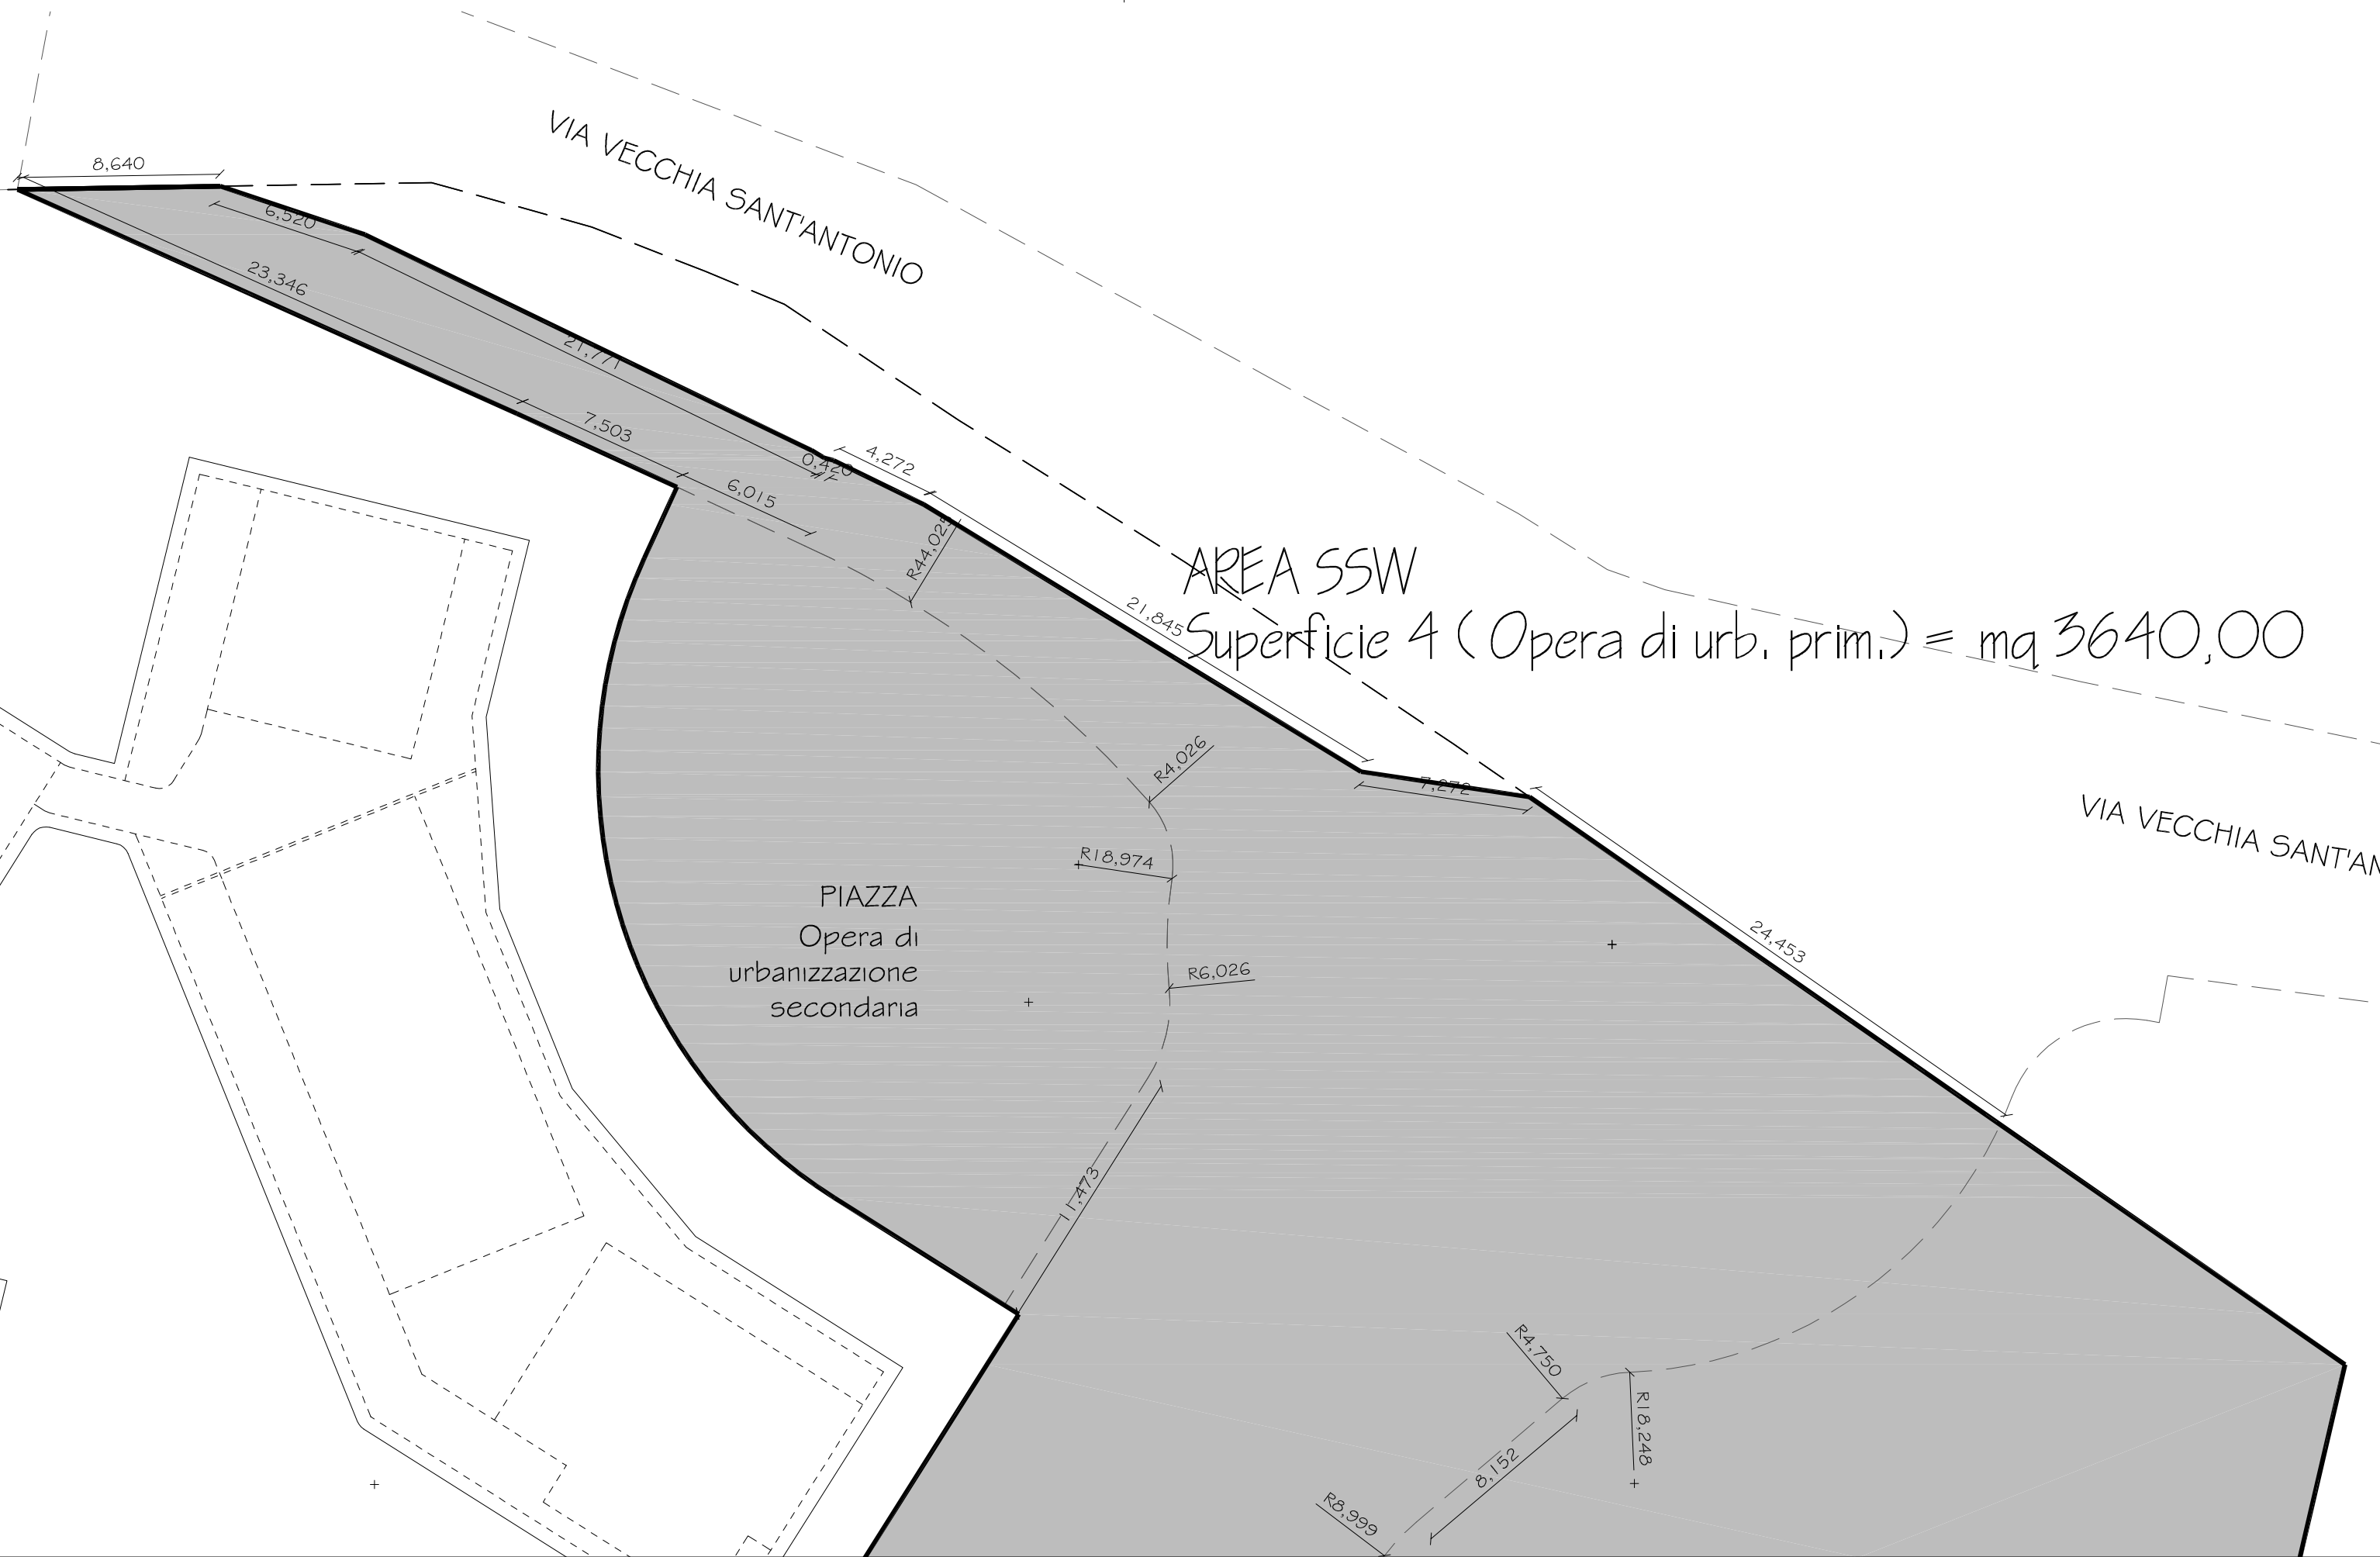 VIA VECCHIA SANT'ANTONIO
8,640
6,520
23,346
21,771
7,503
0,420
4,272
6,015
R44,025
AREA SSW
21,845
Superficie 4 ( Opera di urb. prim.) = mq 3640,00
R4,026
7,272
VIA VECCHIA SANT'AN
R18,974
PIAZZA
Opera di
urbanizzazione
secondaria
24,453
R6,026
11,473
R4,750
R18,248
8,152
R8,999